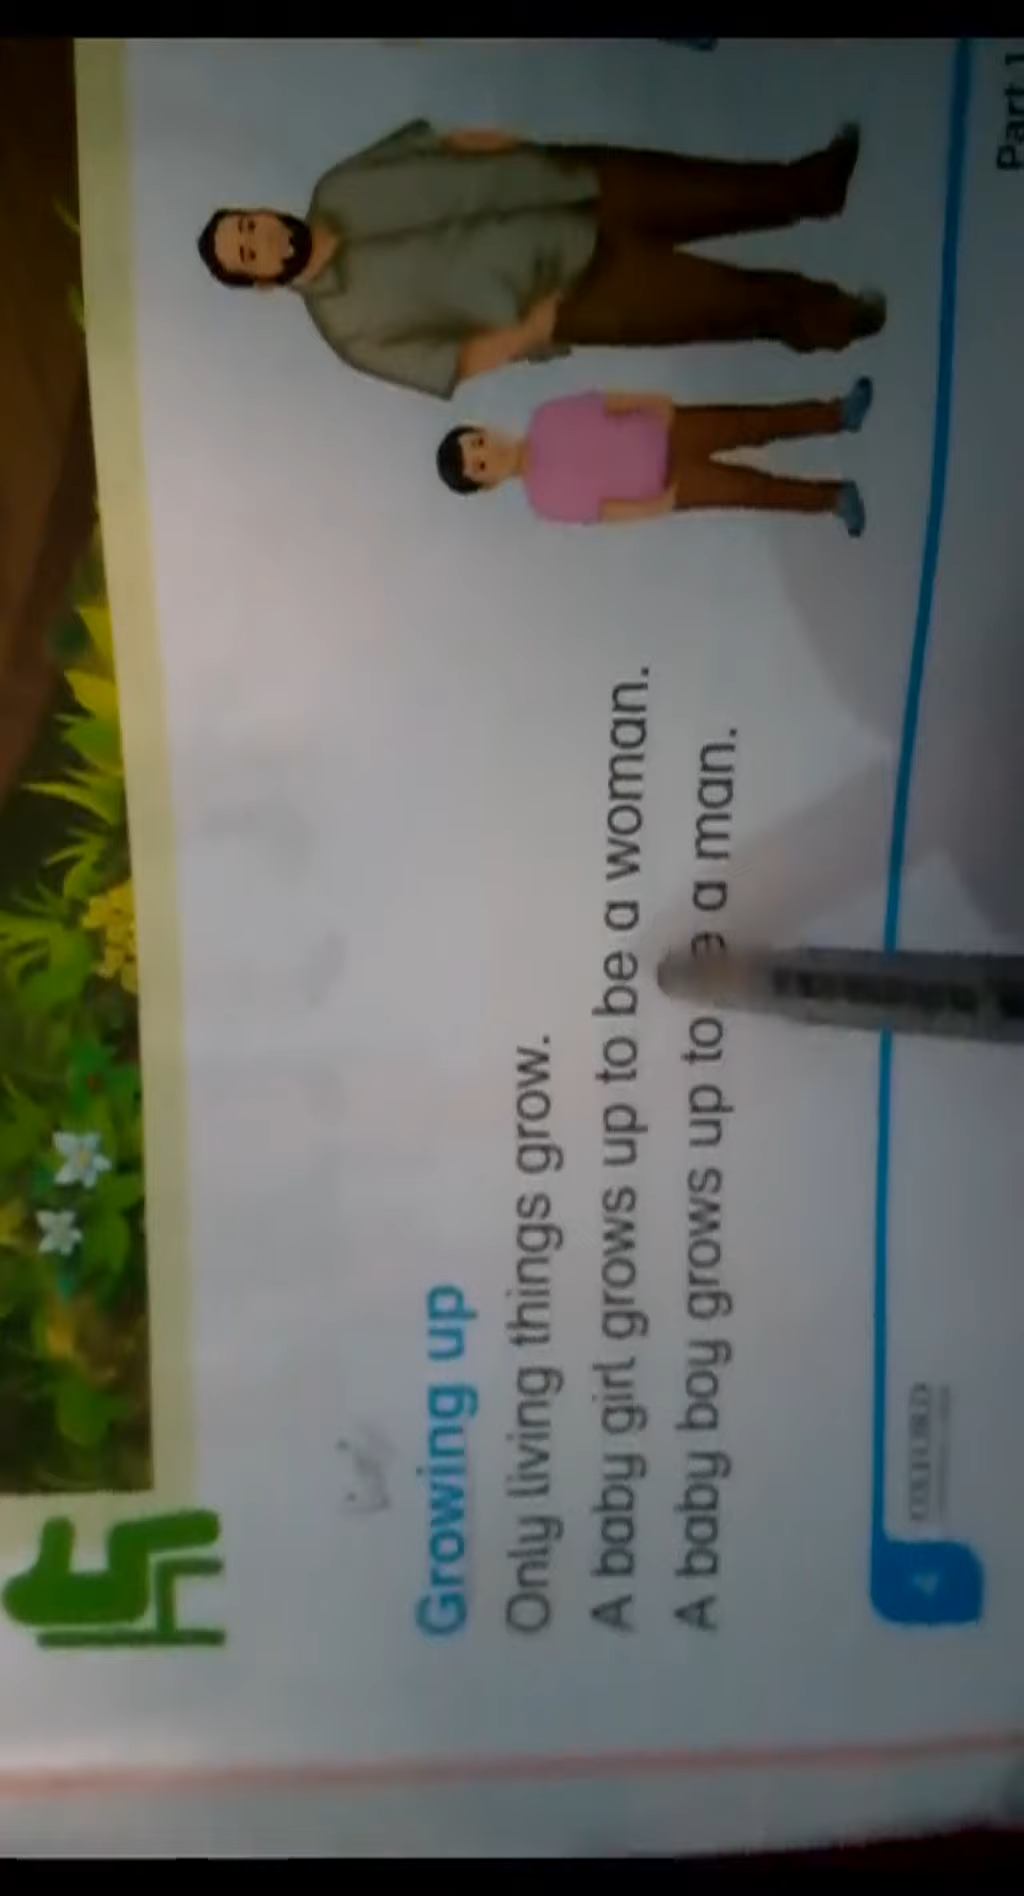 Growing up
Only living things grow.
A baby girl grows up to be a woman.
A baby boy grows up to e a man.
4
OXFORD
Part 1